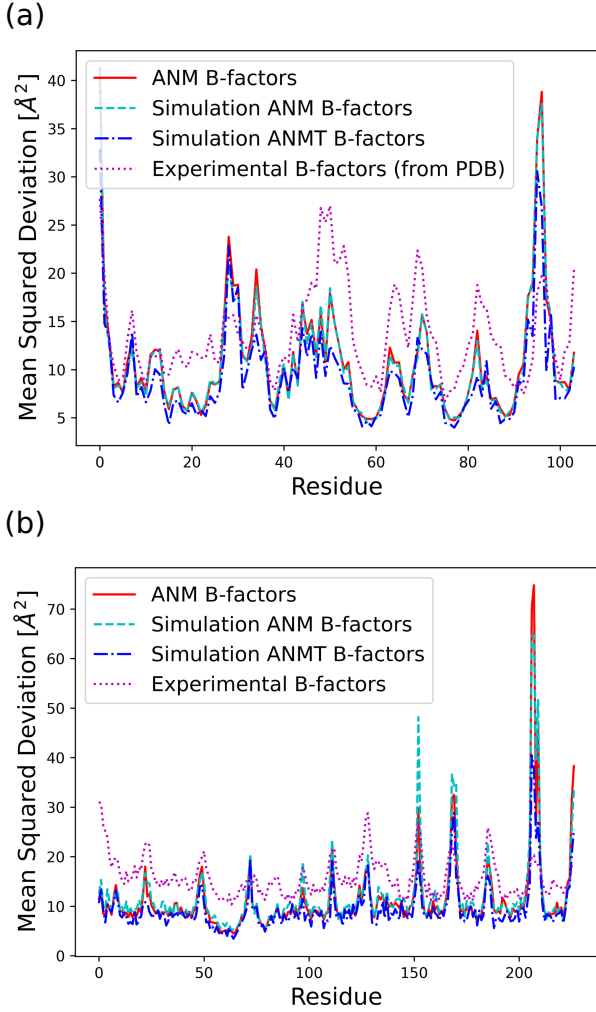 (a)
Mean Squared Deviation [Å²]
40
35
30
25
20
15
10
5
ANM B-factors
Simulation ANM B-factors
Simulation ANMT B-factors
Experimental B-factors (from PDB)
0 20 40 60 80 100
Residue
(b)
Mean Squared Deviation [Å²]
70
60
50
40
30
20
10
0
ANM B-factors
Simulation ANM B-factors
Simulation ANMT B-factors
Experimental B-factors
0 50 100 150 200
Residue